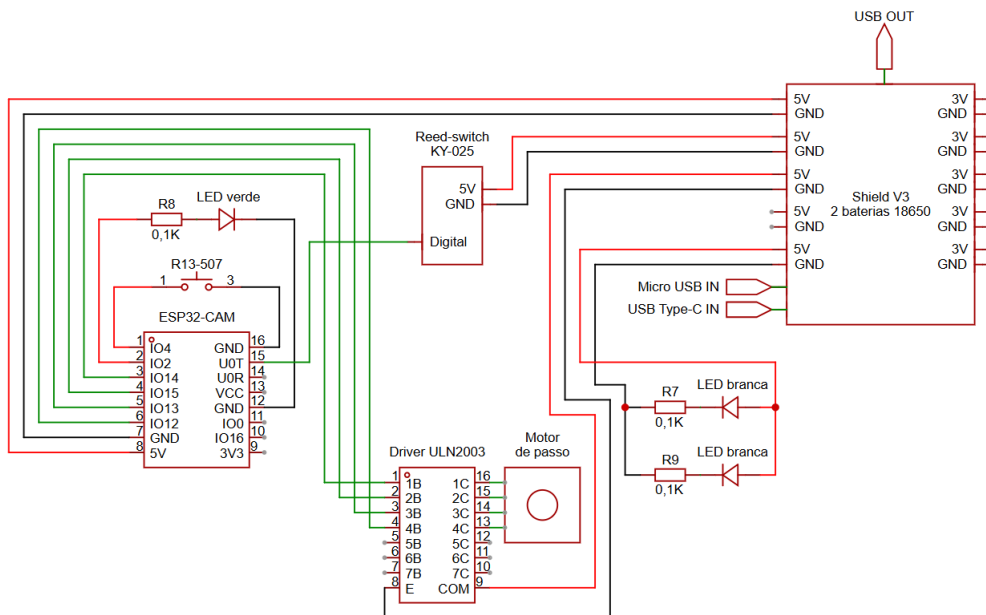 USB OUT
5V 3V
GND GND
5V 3V
GND GND
5V 3V
GND GND
Shield V3
2 baterias 18650
5V 3V
GND GND
5V 3V
GND GND
Micro USB IN
USB Type-C IN
Reed-switch
KY-025
5V
GND
Digital
R8
0,1K
LED verde
R13-507
1 3
ESP32-CAM
1 IO4 GND 16
2 IO2 U0T 15
3 IO14 U0R 14
4 IO15 VCC 13
5 IO13 GND 12
6 IO12 IO0 11
7 GND IO16 10
8 5V 3V3 9
R7
0,1K
LED branca
R9
0,1K
LED branca
Driver ULN2003
1 1B 1C 16
2 2B 2C 15
3 3B 3C 14
4 4B 4C 13
5 5B 5C 12
6 6B 6C 11
7 7B 7C 10
8 E COM 9
Motor
de passo